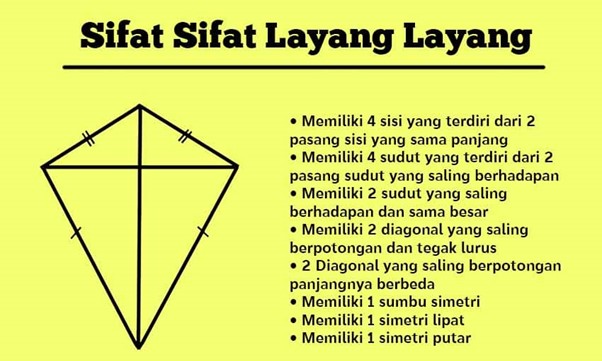 Sifat Sifat Layang Layang
• Memiliki 4 sisi yang terdiri dari 2
pasang sisi yang sama panjang
• Memiliki 4 sudut yang terdiri dari 2
pasang sudut yang saling berhadapan
• Memiliki 2 sudut yang saling
berhadapan dan sama besar
• Memiliki 2 diagonal yang saling
berpotongan dan tegak lurus
• 2 Diagonal yang saling berpotongan
panjangnya berbeda
• Memiliki 1 sumbu simetri
• Memiliki 1 simetri lipat
• Memiliki 1 simetri putar